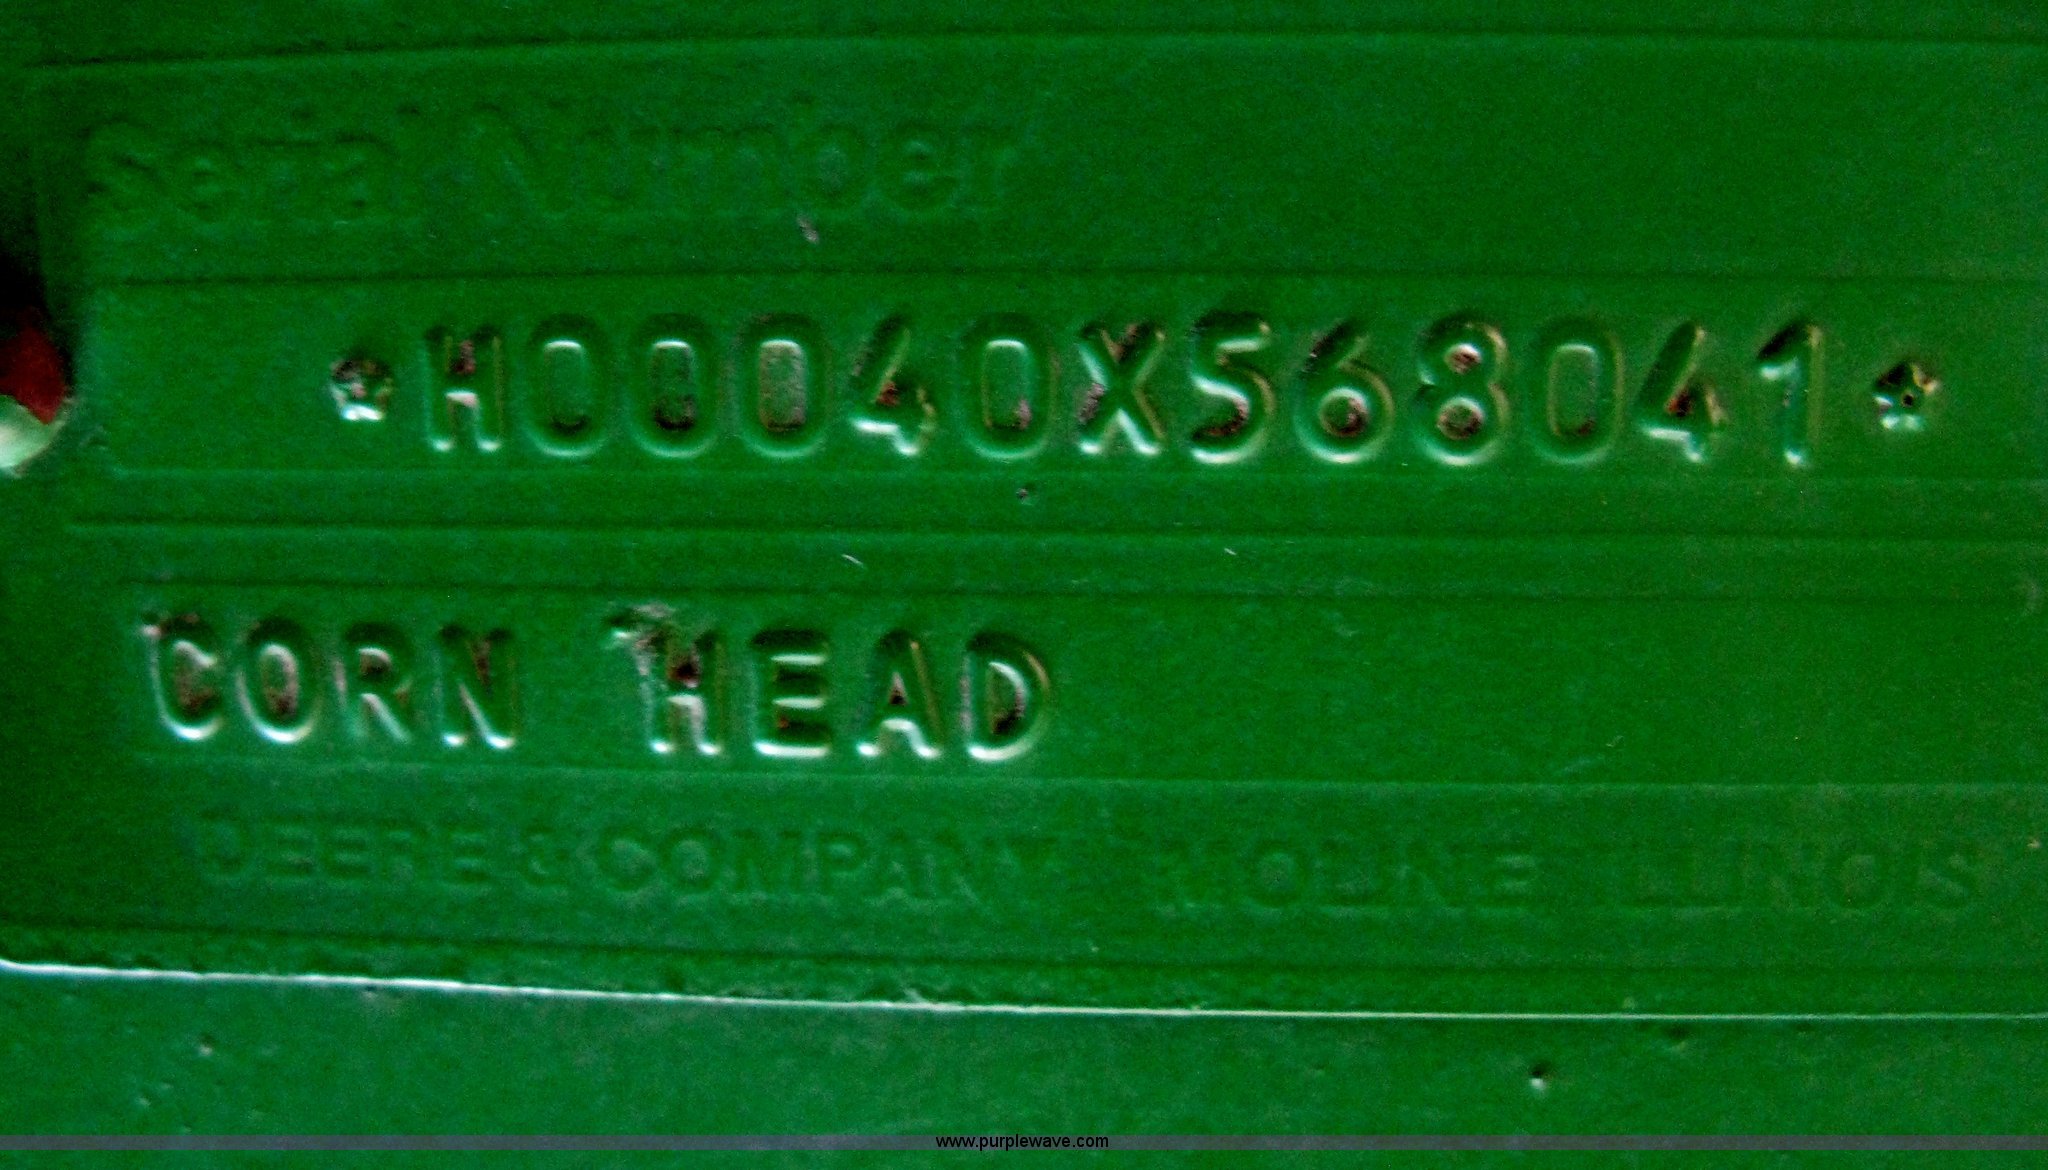 Serial Number
*H00040X568041*
CORN HEAD
DEERE & COMPANY MOLINE ILLINOIS
www.purplewave.com